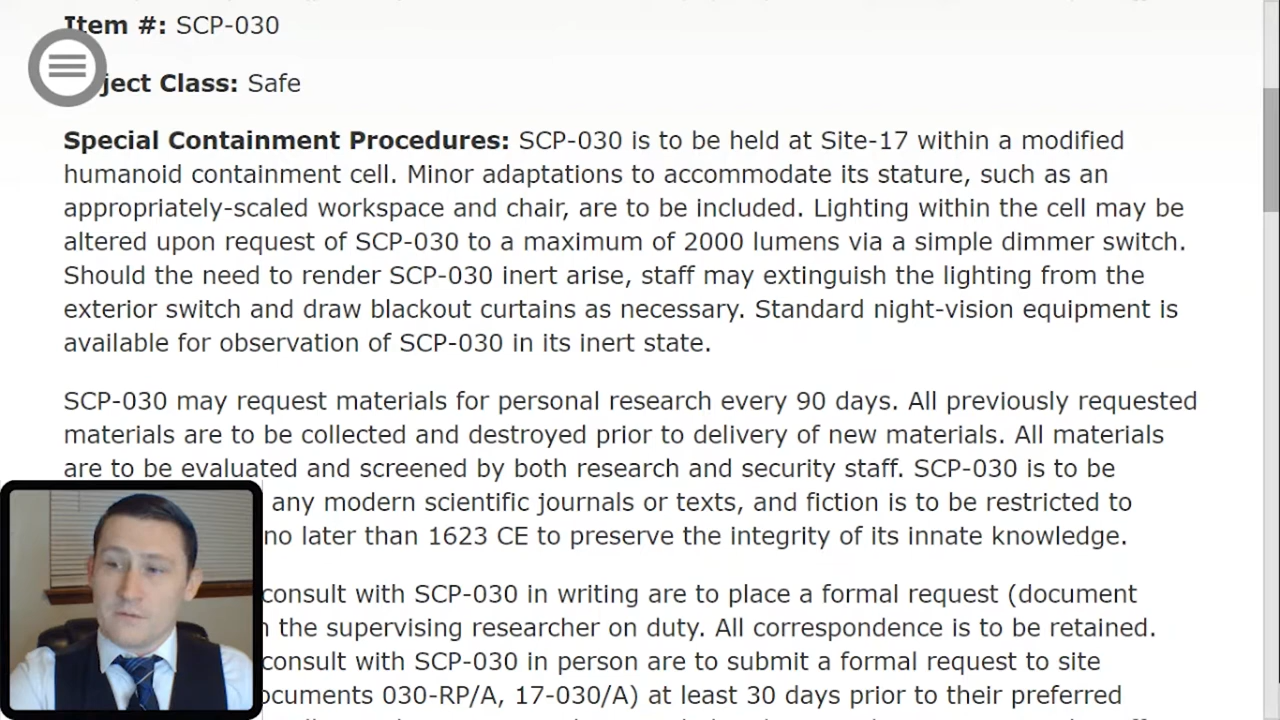 Item #: SCP-030
ject Class: Safe
Special Containment Procedures: SCP-030 is to be held at Site-17 within a modified
humanoid containment cell. Minor adaptations to accommodate its stature, such as an
appropriately-scaled workspace and chair, are to be included. Lighting within the cell may be
altered upon request of SCP-030 to a maximum of 2000 lumens via a simple dimmer switch.
Should the need to render SCP-030 inert arise, staff may extinguish the lighting from the
exterior switch and draw blackout curtains as necessary. Standard night-vision equipment is
available for observation of SCP-030 in its inert state.
SCP-030 may request materials for personal research every 90 days. All previously requested
materials are to be collected and destroyed prior to delivery of new materials. All materials
are to be evaluated and screened by both research and security staff. SCP-030 is to be
any modern scientific journals or texts, and fiction is to be restricted to
no later than 1623 CE to preserve the integrity of its innate knowledge.
consult with SCP-030 in writing are to place a formal request (document
the supervising researcher on duty. All correspondence is to be retained.
consult with SCP-030 in person are to submit a formal request to site
ocuments 030-RP/A, 17-030/A) at least 30 days prior to their preferred